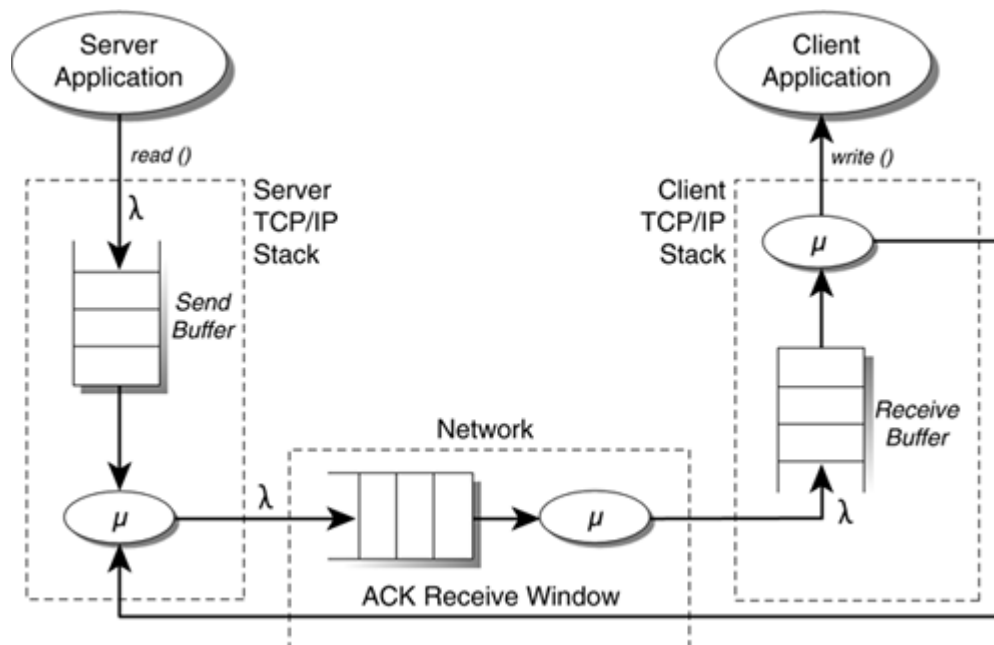 Server
Application
Client
Application
read ()
write ()
λ
Server
TCP/IP
Stack
Client
TCP/IP
Stack
μ
Send
Buffer
Receive
Buffer
Network
μ
λ
μ
λ
ACK Receive Window